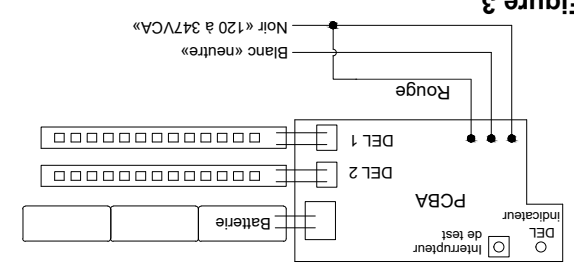 Figure 3
Noir «120 à 347VCA»
Blanc «neutre»
Rouge
DEL 1
DEL 2
PCBA
Batterie
DEL
indicateur
Interrupteur
de test